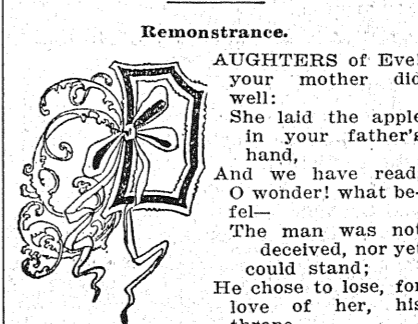 Remonstrance.
DAUGHTERS of Eve!
your mother did
well:
She laid the apple
in your father's
hand,
And we have read,
O wonder! what be-
fel—
The man was not
deceived, nor yet
could stand;
He chose to lose, for
love of her, his
throne